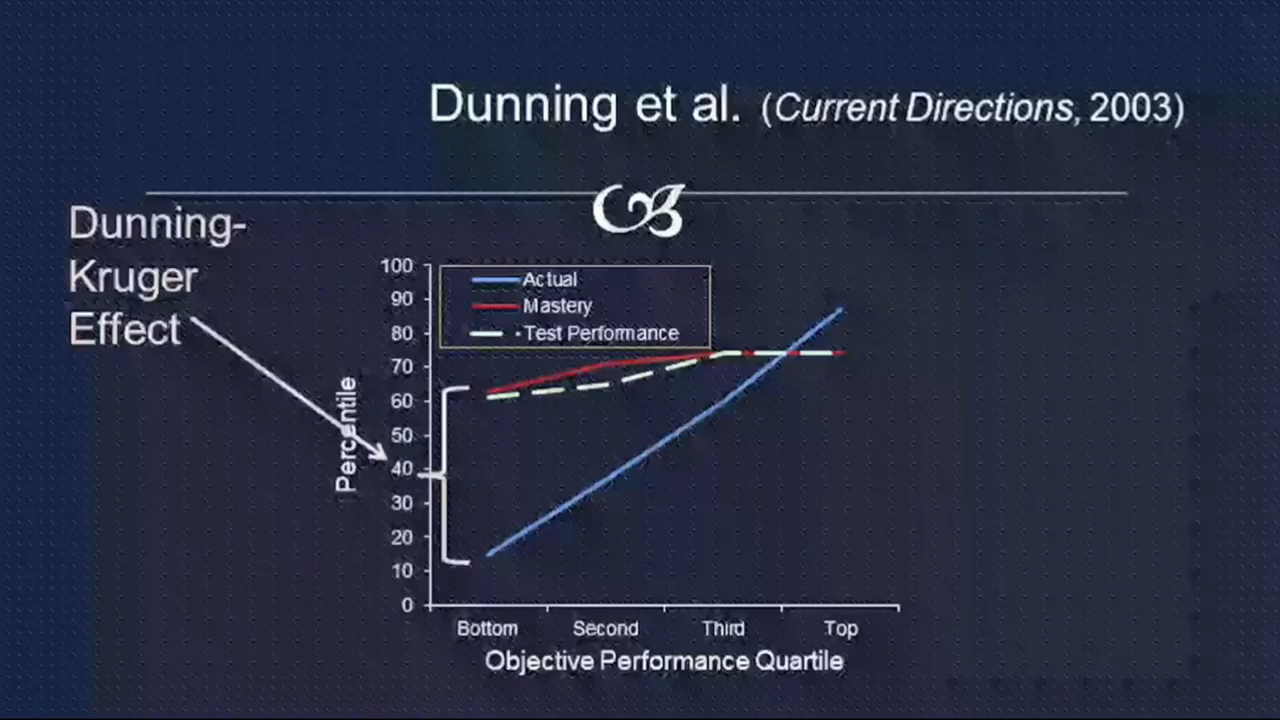 Dunning et al. (Current Directions, 2003)
Dunning-
Kruger
Effect
Percentile
100
90
80
70
60
50
40
30
20
10
0
Actual
Mastery
Test Performance
Bottom Second Third Top
Objective Performance Quartile